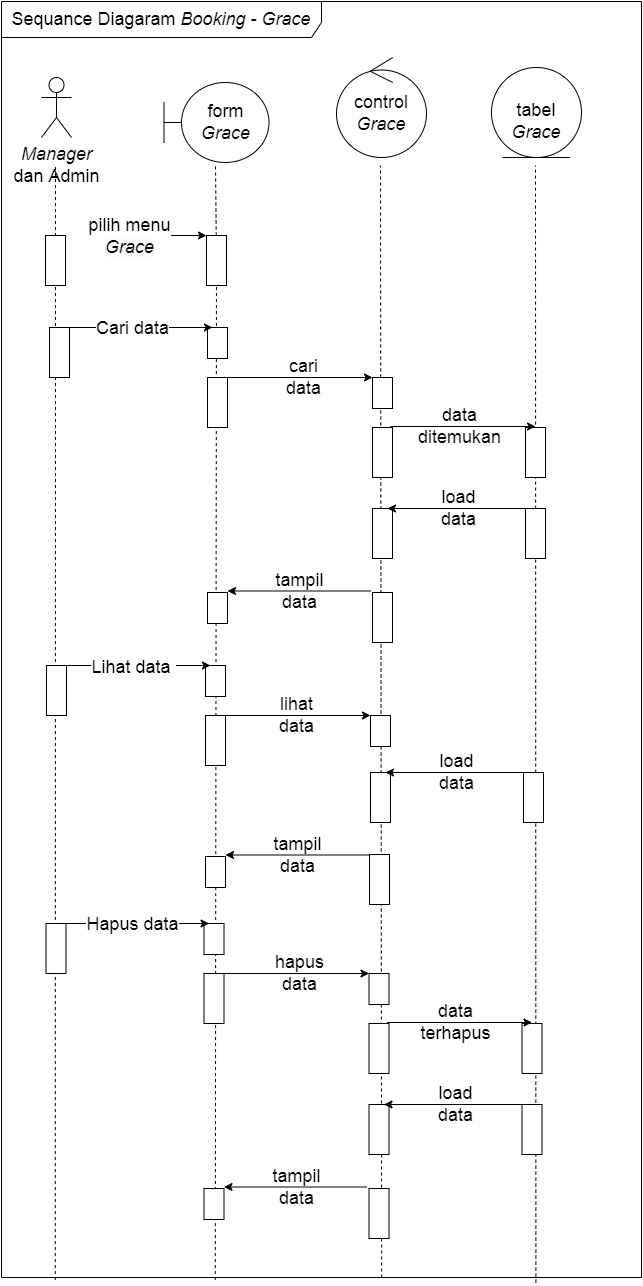 Sequance Diagaram Booking - Grace
Manager
dan Admin
form
Grace
control
Grace
tabel
Grace
pilih menu
Grace
Cari data
cari
data
data
ditemukan
load
data
tampil
data
Lihat data
lihat
data
load
data
tampil
data
Hapus data
hapus
data
data
terhapus
load
data
tampil
data